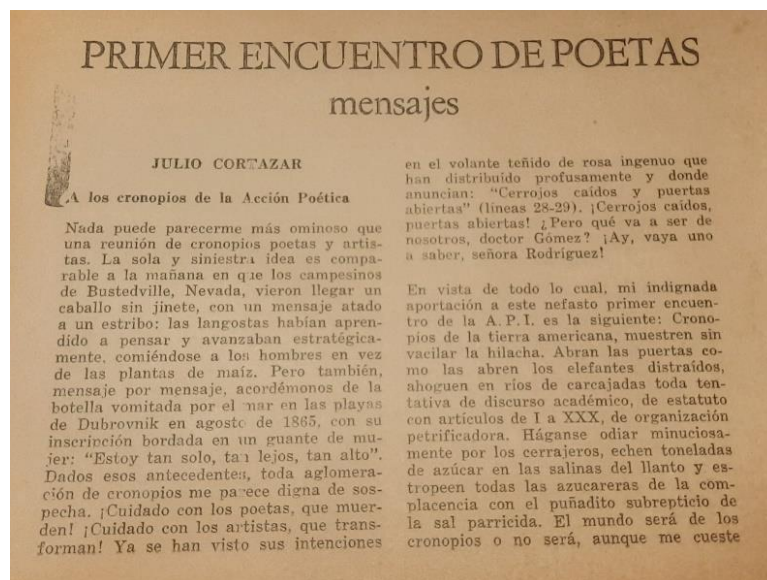 PRIMER ENCUENTRO DE POETAS
mensajes
JULIO CORTAZAR
A los cronopios de la Acción Poética
Nada puede parecerme más ominoso que
una reunión de cronopios poetas y artis-
tas. La sola y siniestra idea es compa-
rable a la mañana en que los campesinos
de Bustedville, Nevada, vieron llegar un
caballo sin jinete, con un mensaje atado
a un estribo: las langostas habían apren-
dido a pensar y avanzaban estratégica-
mente, comiéndose a los hombres en vez
de las plantas de maíz. Pero también,
mensaje por mensaje, acordémonos de la
botella vomitada por el mar en las playas
de Dubrovnik en agosto de 1865, con su
inscripción bordada en un guante de mu-
jer: “Estoy tan solo, tan lejos, tan alto”.
Dados esos antecedentes, toda aglomera-
ción de cronopios me parece digna de sos-
pecha. ¡Cuidado con los poetas, que muer-
den! ¡Cuidado con los artistas, que trans-
forman! Ya se han visto sus intenciones
en el volante teñido de rosa ingenuo que
han distribuido profusamente y donde
anuncian: “Cerrojos caídos y puertas
abiertas” (líneas 28-29). ¡Cerrojos caídos,
puertas abiertas! ¿Pero qué va a ser de
nosotros, doctor Gómez? ¡Ay, vaya uno
a saber, señora Rodríguez!
En vista de todo lo cual, mi indignada
aportación a este nefasto primer encuen-
tro de la A.P.I. es la siguiente: Crono-
pios de la tierra americana, muestren sin
vacilar la hilacha. Abran las puertas co-
mo las abren los elefantes distraídos,
ahoguen en ríos de carcajadas toda ten-
tativa de discurso académico, de estatuto
con artículos de I a XXX, de organización
petrificadora. Háganse odiar minuciosa-
mente por los cerrajeros, echen toneladas
de azúcar en las salinas del llanto y es-
tropeen todas las azucareras de la com-
placencia con el puñadito subrepticio de
la sal parricida. El mundo será de los
cronopios o no será, aunque me cueste